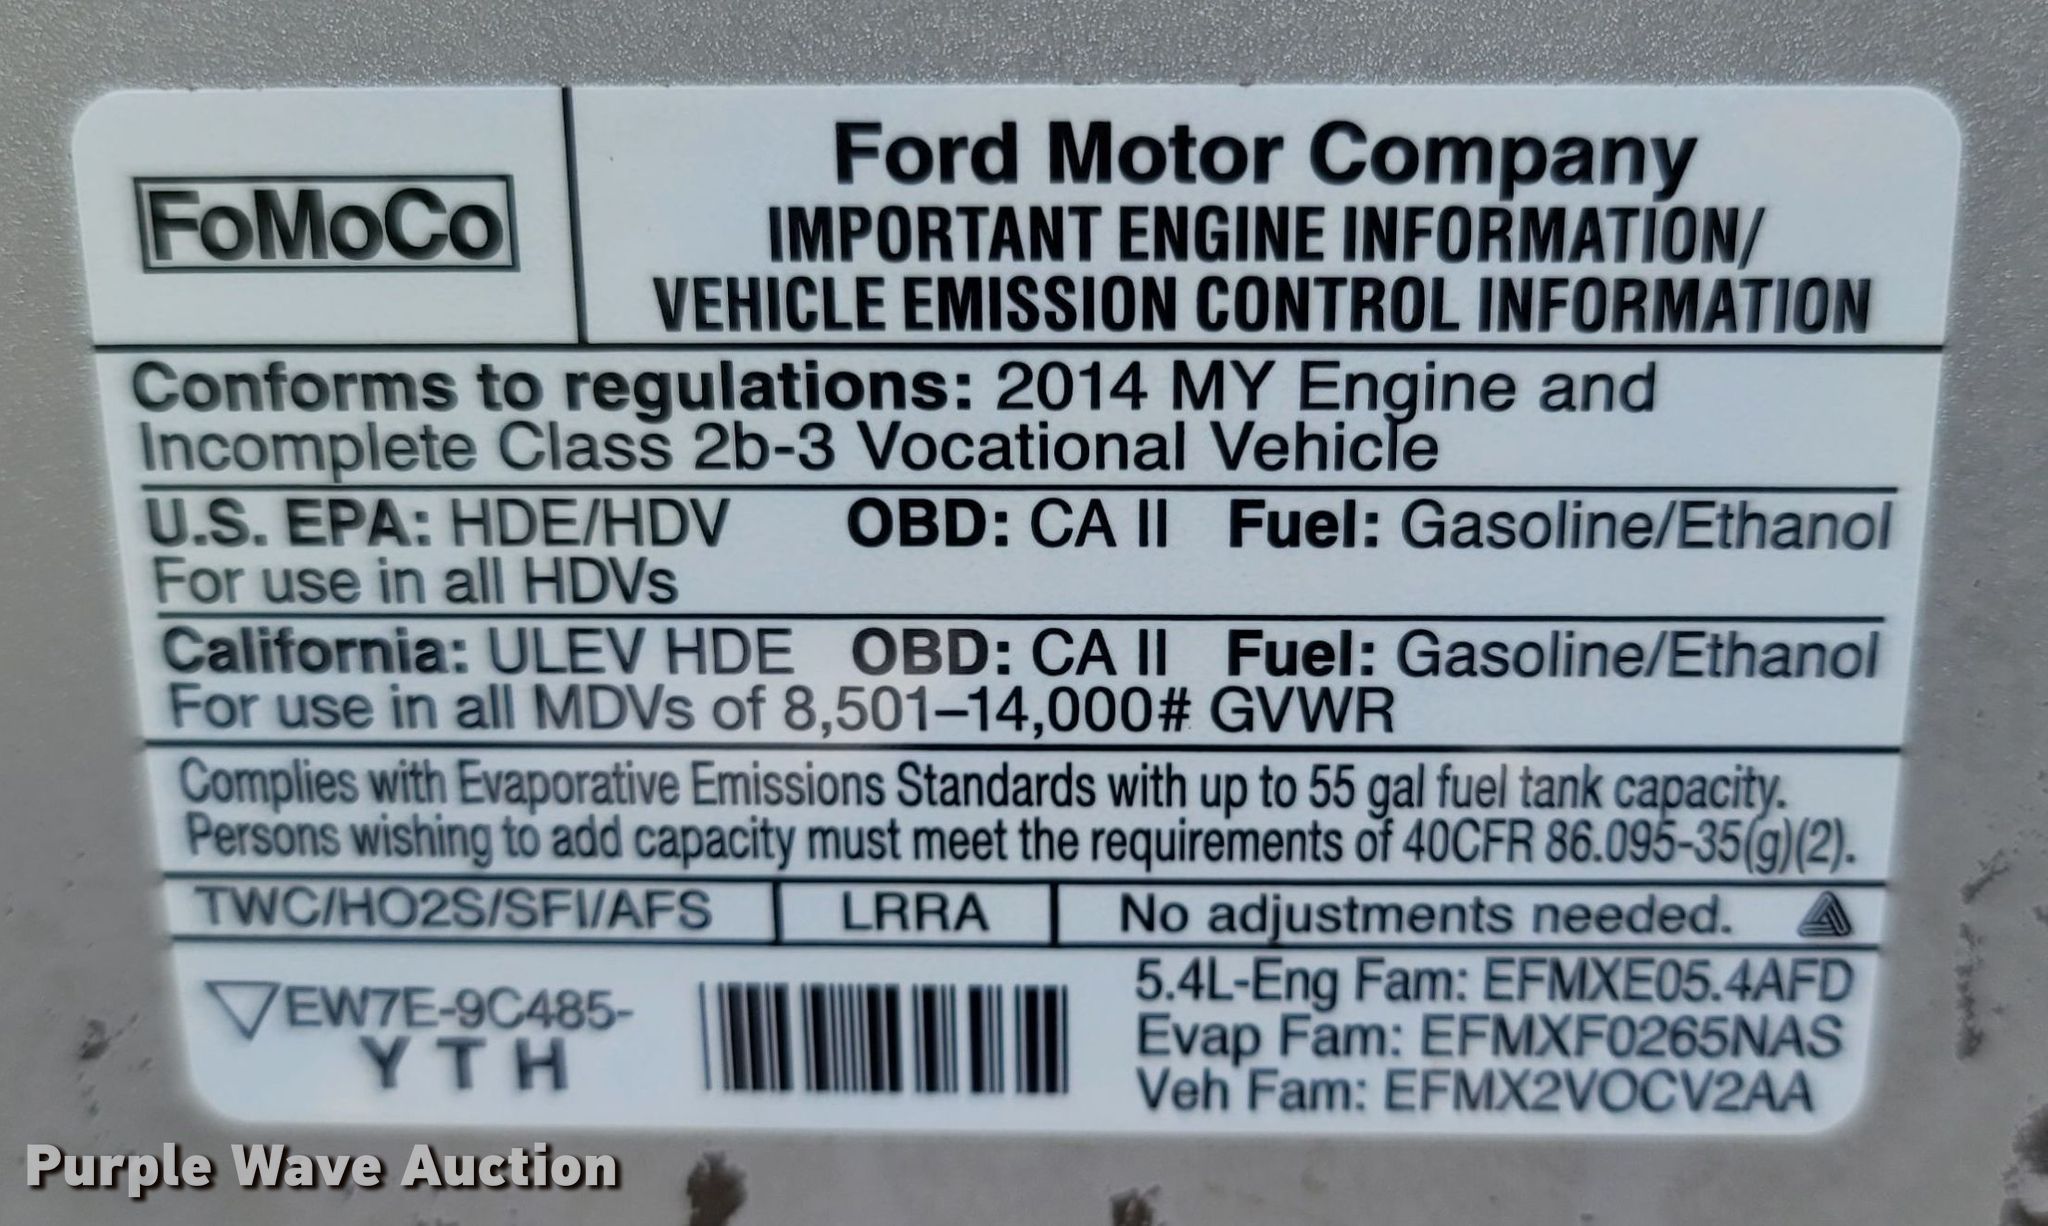 FoMoCo
Ford Motor Company
IMPORTANT ENGINE INFORMATION/
VEHICLE EMISSION CONTROL INFORMATION
Conforms to regulations: 2014 MY Engine and
Incomplete Class 2b-3 Vocational Vehicle
U.S. EPA: HDE/HDV OBD: CA II Fuel: Gasoline/Ethanol
For use in all HDVs
California: ULEV HDE OBD: CA II Fuel: Gasoline/Ethanol
For use in all MDVs of 8,501–14,000# GVWR
Complies with Evaporative Emissions Standards with up to 55 gal fuel tank capacity.
Persons wishing to add capacity must meet the requirements of 40CFR 86.095-35(g)(2).
TWC/HO2S/SFI/AFS LRRA No adjustments needed.
EW7E-9C485-
Y T H
5.4L-Eng Fam: EFMXE05.4AFD
Evap Fam: EFMXF0265NAS
Veh Fam: EFMX2VOCV2AA
Purple Wave Auction